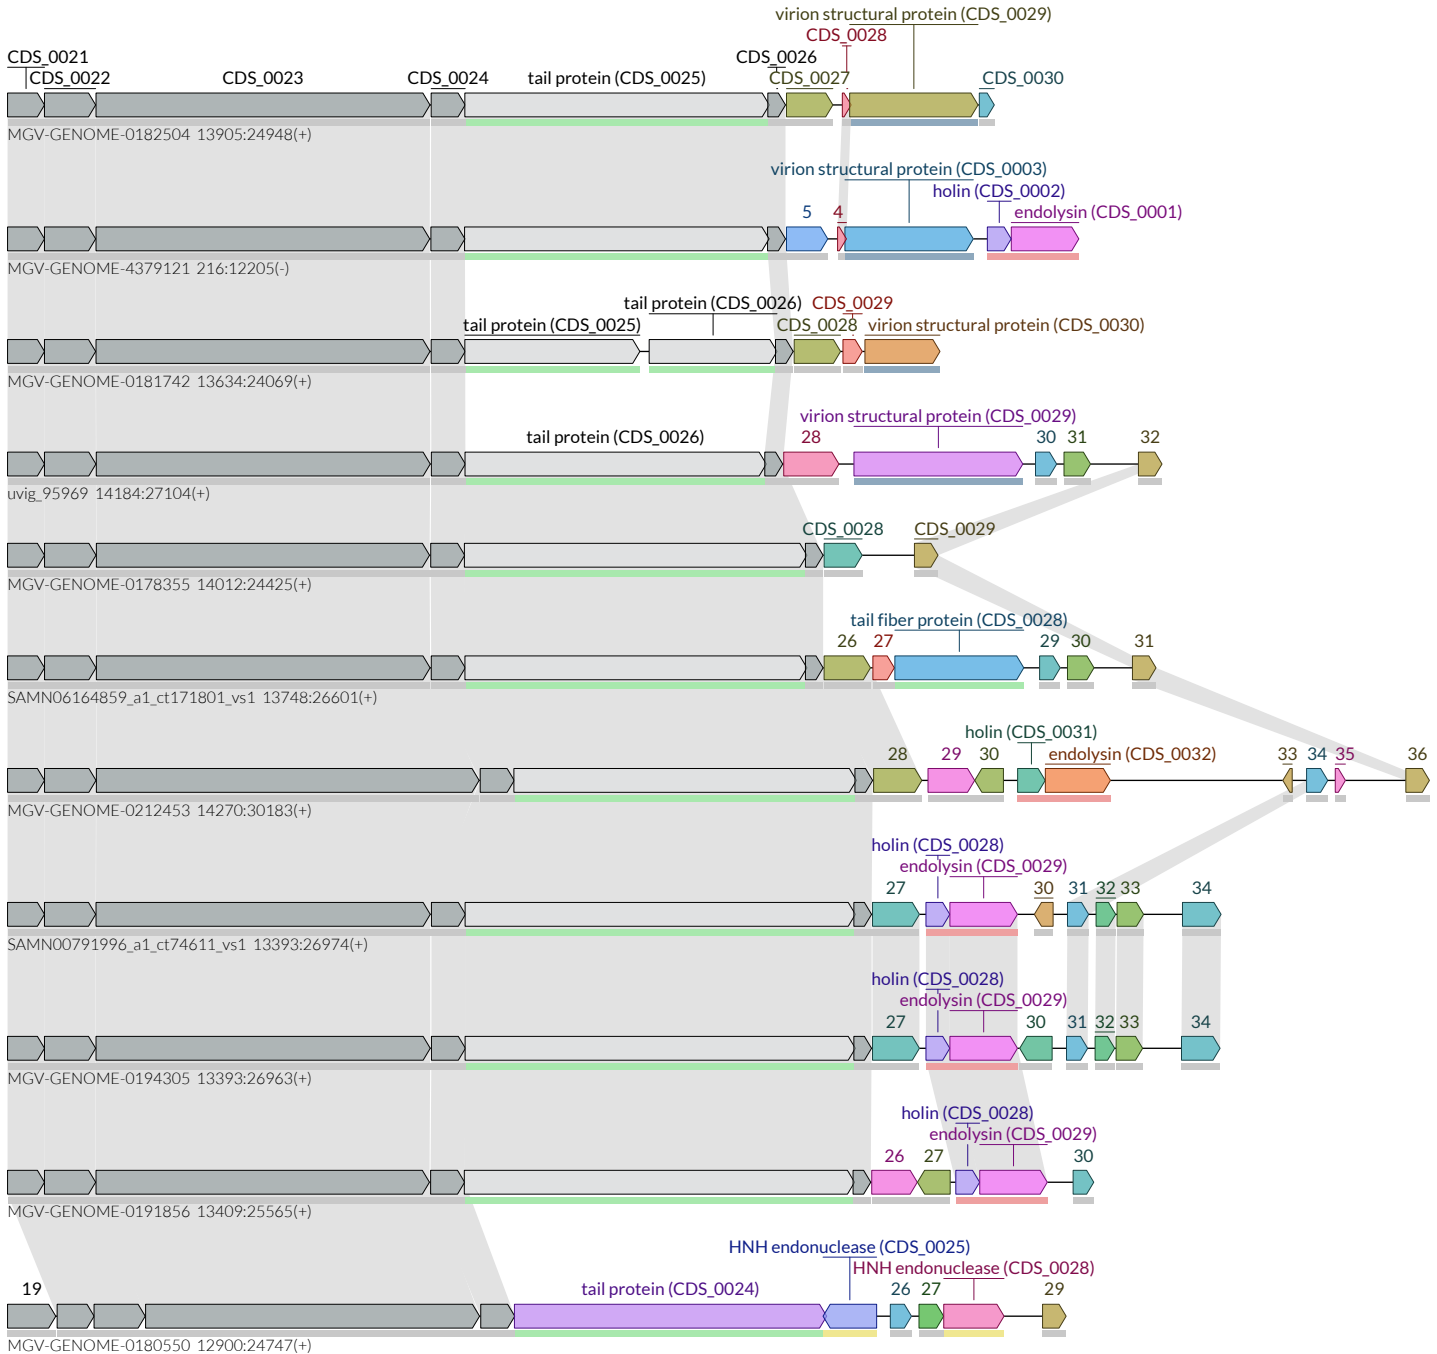 virion structural protein (CDS_0029)
CDS_0028
CDS_0021 CDS_0026
CDS_0022 CDS_0023 CDS_0024 tail protein (CDS_0025) CDS_0027 CDS_0030
MGV-GENOME-0182504 13905:24948(+)
virion structural protein (CDS_0003)
holin (CDS_0002)
5 4 endolysin (CDS_0001)
MGV-GENOME-4379121 216:12205(-)
tail protein (CDS_0026) CDS_0029
tail protein (CDS_0025) CDS_0028 virion structural protein (CDS_0030)
MGV-GENOME-0181742 13634:24069(+)
virion structural protein (CDS_0029)
tail protein (CDS_0026) 28 30 31 32
uvig_95969 14184:27104(+)
CDS_0028 CDS_0029
MGV-GENOME-0178355 14012:24425(+)
tail fiber protein (CDS_0028)
26 27 29 30 31
SAMN06164859_a1_ct171801_vs1 13748:26601(+)
holin (CDS_0031)
28 29 30 endolysin (CDS_0032) 33 34 35 36
MGV-GENOME-0212453 14270:30183(+)
holin (CDS_0028)
endolysin (CDS_0029)
27 30 31 32 33 34
SAMN00791996_a1_ct74611_vs1 13393:26974(+)
holin (CDS_0028)
endolysin (CDS_0029)
27 30 31 32 33 34
MGV-GENOME-0194305 13393:26963(+)
holin (CDS_0028)
endolysin (CDS_0029)
26 27 30
MGV-GENOME-0191856 13409:25565(+)
HNH endonuclease (CDS_0025)
HNH endonuclease (CDS_0028)
19 tail protein (CDS_0024) 26 27 29
MGV-GENOME-0180550 12900:24747(+)